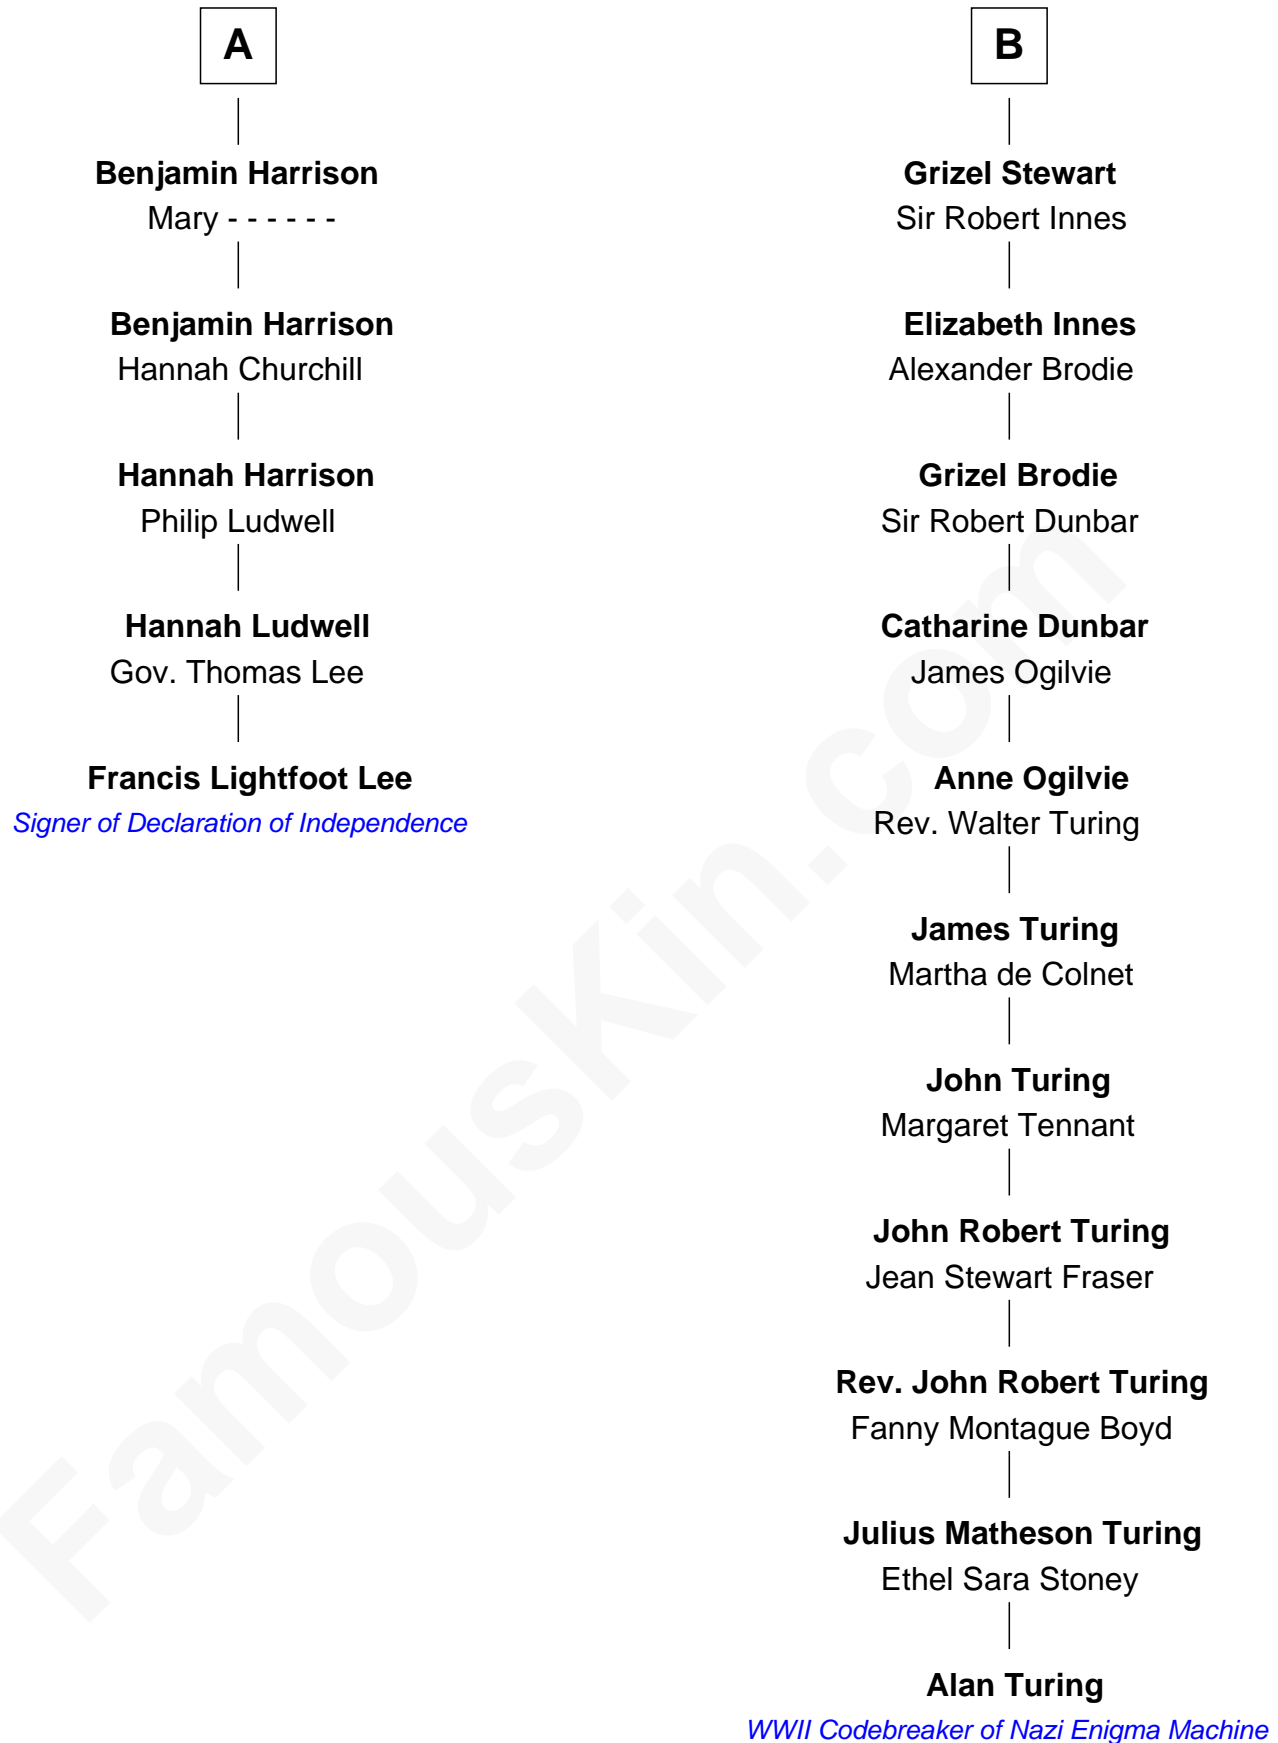 A
Benjamin Harrison
Mary - - - - - -
Benjamin Harrison
Hannah Churchill
Hannah Harrison
Philip Ludwell
Hannah Ludwell
Gov. Thomas Lee
Francis Lightfoot Lee
Signer of Declaration of Independence
B
Grizel Stewart
Sir Robert Innes
Elizabeth Innes
Alexander Brodie
Grizel Brodie
Sir Robert Dunbar
Catharine Dunbar
James Ogilvie
Anne Ogilvie
Rev. Walter Turing
James Turing
Martha de Colnet
John Turing
Margaret Tennant
John Robert Turing
Jean Stewart Fraser
Rev. John Robert Turing
Fanny Montague Boyd
Julius Matheson Turing
Ethel Sara Stoney
Alan Turing
WWII Codebreaker of Nazi Enigma Machine
FamousKin.com